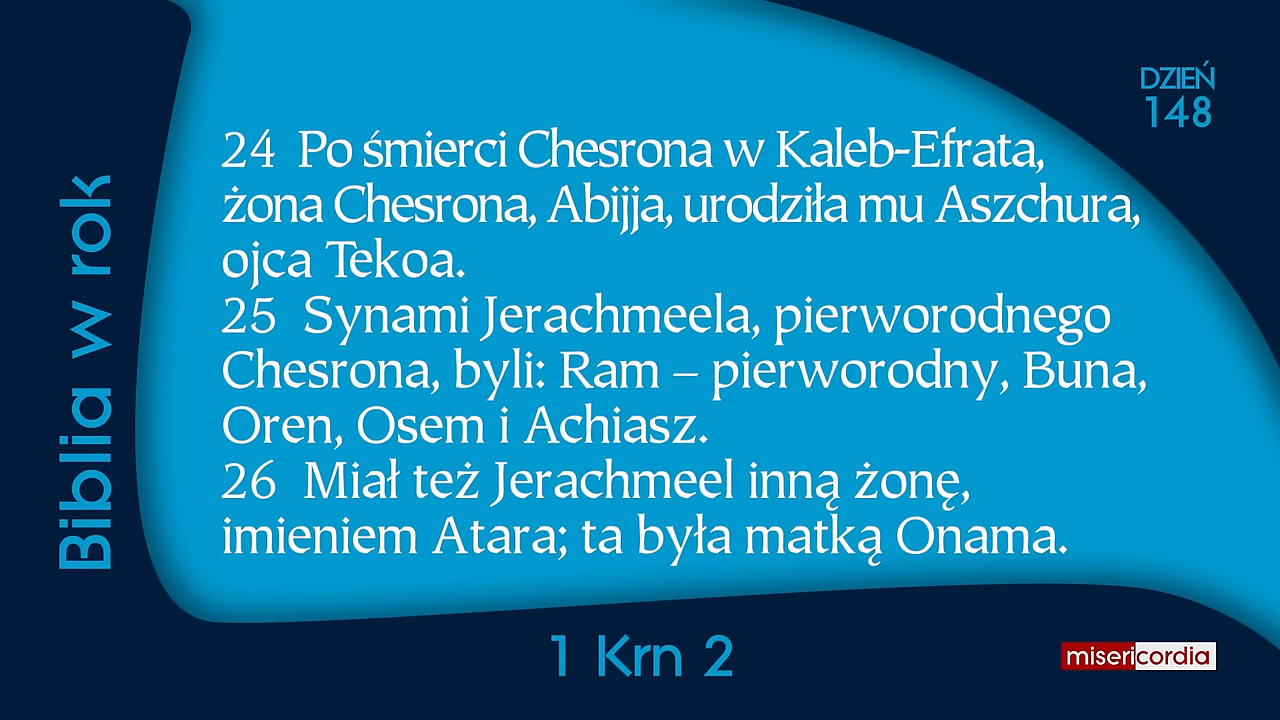 DZIEŃ
148
24 Po śmierci Chesrona w Kaleb-Efrata,
żona Chesrona, Abijja, urodziła mu Aszchura,
ojca Tekoa.
25 Synami Jerachmeela, pierworodnego
Chesrona, byli: Ram – pierworodny, Buna,
Oren, Osem i Achiasz.
26 Miał też Jerachmeel inną żonę,
imieniem Atara; ta była matką Onama.
Biblia w rok
1 Krn 2
misericordia